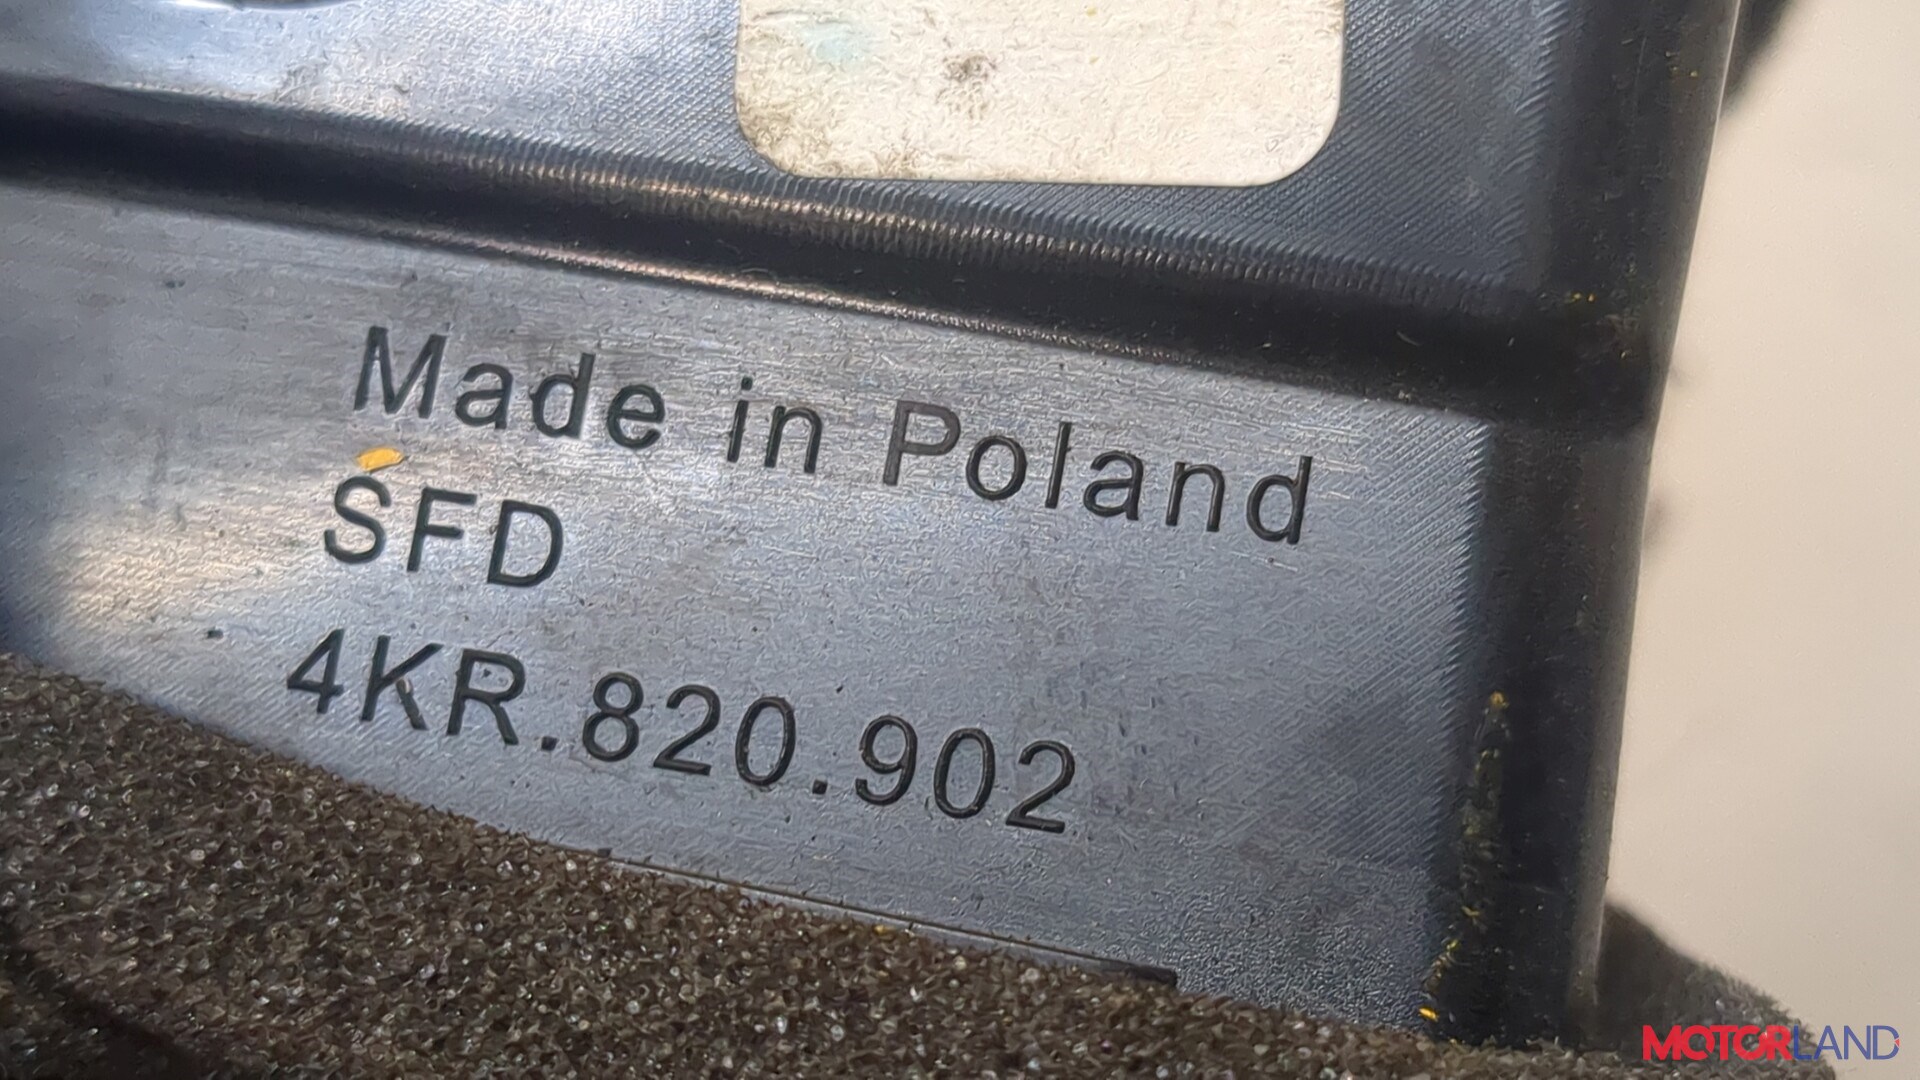 Made in Poland
SFD
4KR.820.902
MOTORLAND